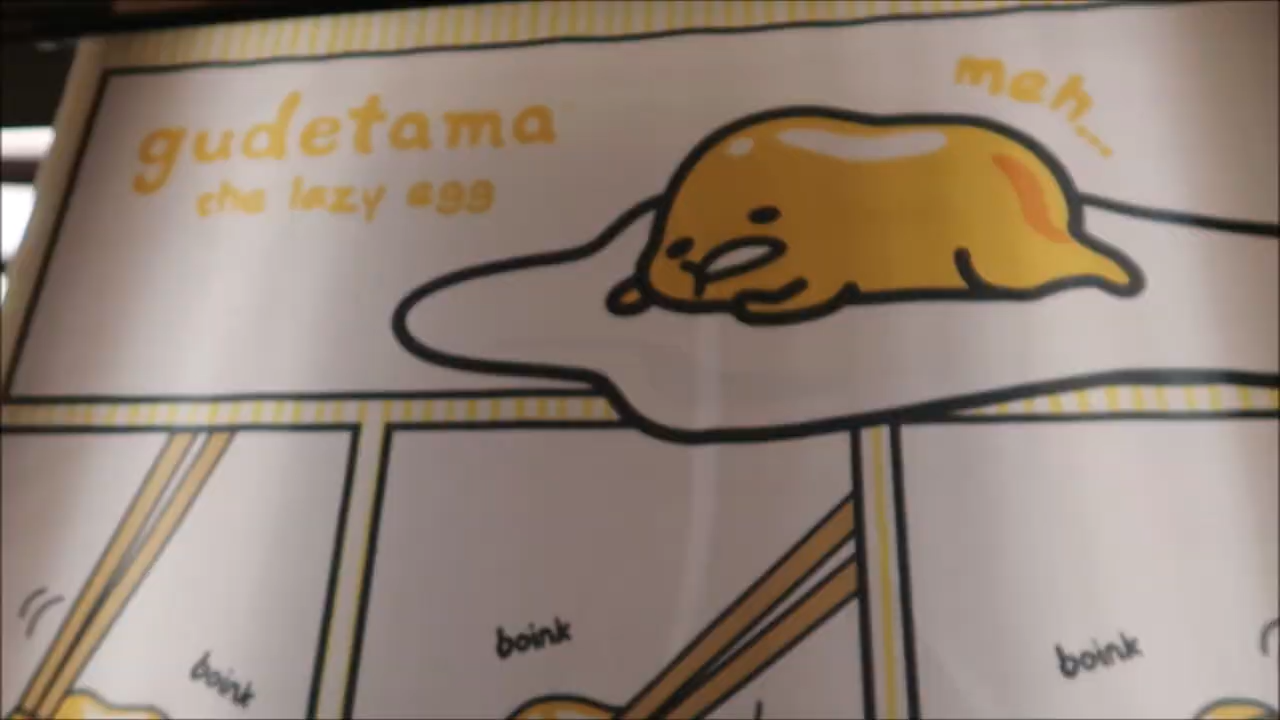 gudetama
the lazy egg
meh...
boink
boink
boink